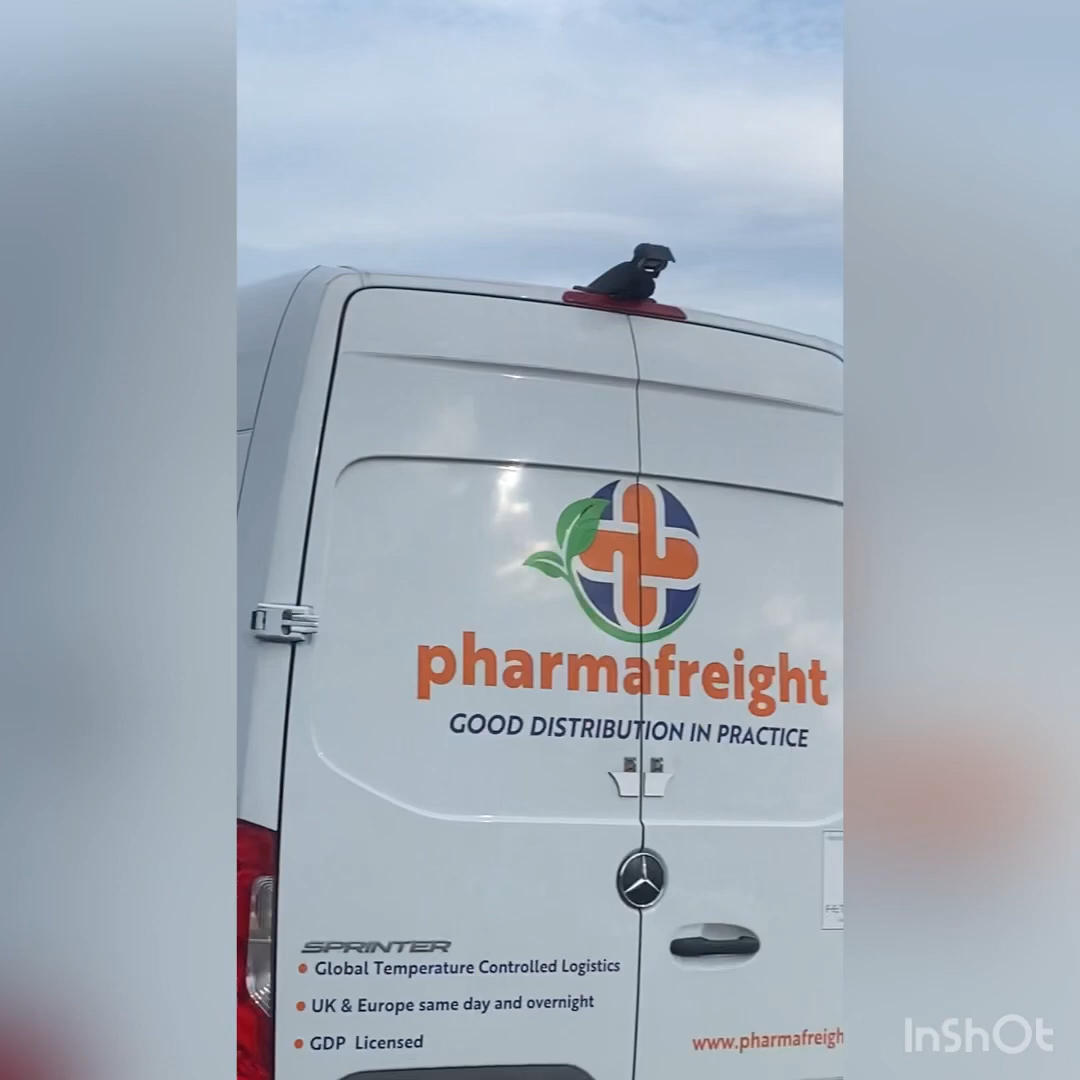 pharmafreight
GOOD DISTRIBUTION IN PRACTICE
SPRINTER
Global Temperature Controlled Logistics
UK & Europe same day and overnight
GDP Licensed
www.pharmafreigh
InShOt